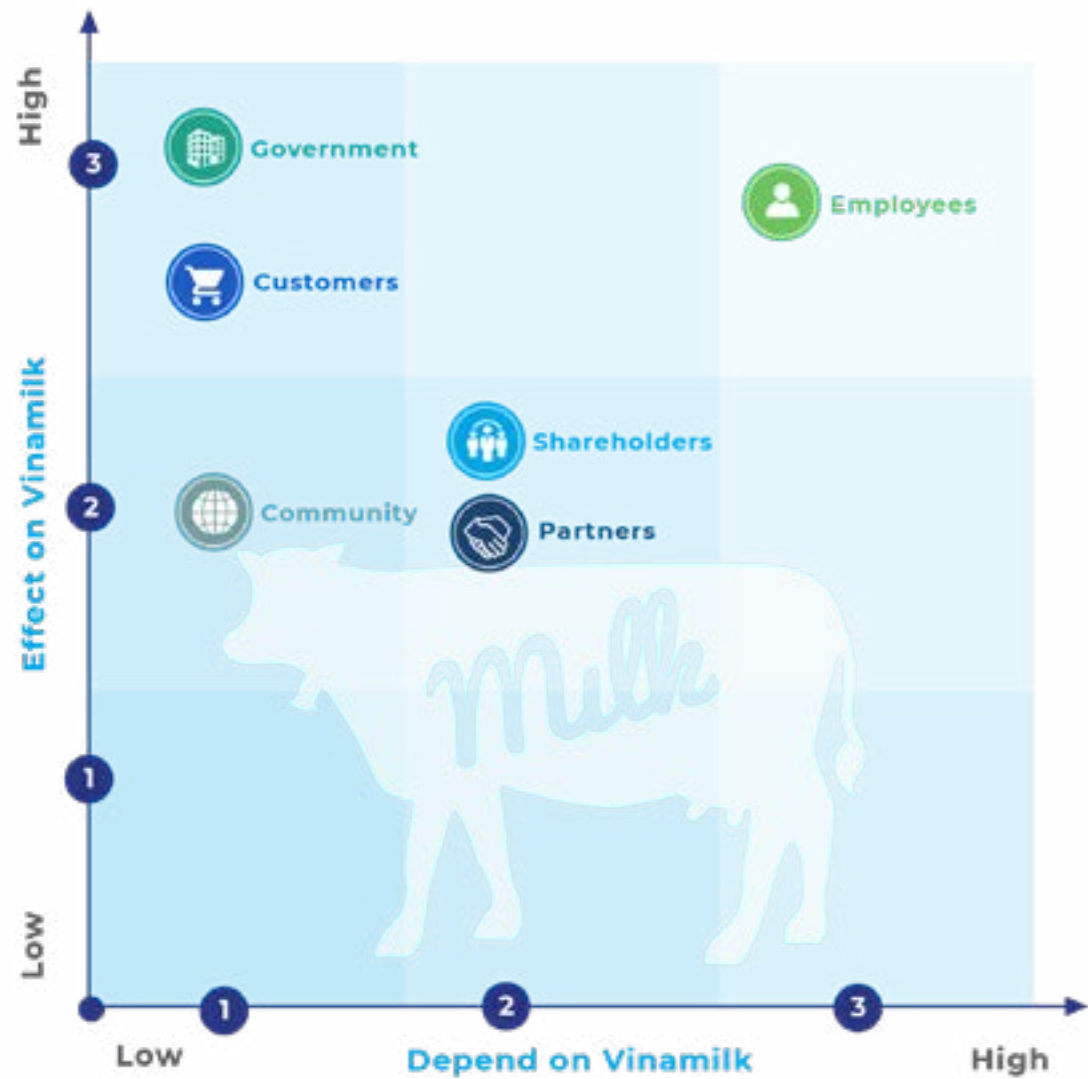 High
3
Government
Employees
Customers
Effect on Vinamilk
Shareholders
2
Community
Partners
Milk
1
Low
1
2
3
Low
Depend on Vinamilk
High